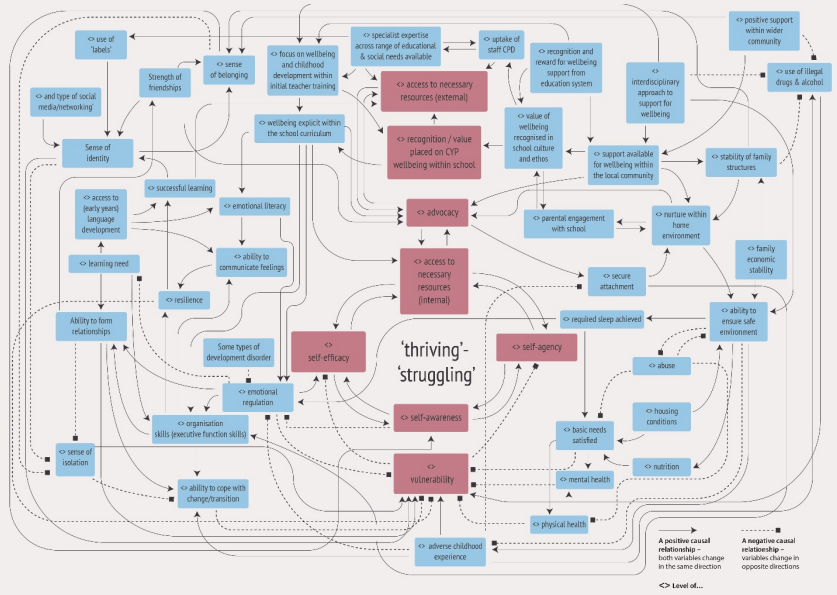 <> use of
'labels'
<> sense
of belonging
<> focus on wellbeing
and childhood
development within
initial teacher training
<> specialist expertise
across range of educational
& social needs available
<> uptake of
staff CPD
<> recognition and
reward for wellbeing
support from
education system
<> positive support
within wider
community
<> use of illegal
drugs & alcohol
<> interdisciplinary
approach to
support for
wellbeing
Strength of
friendships
<> and type of social
media/networking'
<> access to necessary
resources (external)
<> wellbeing explicit within
the school curriculum
<> recognition / value
placed on CYP
wellbeing within school
<> value of
wellbeing
recognised in
school culture
and ethos
Sense of
identity
<> support available
for wellbeing within
the local community
<> stability of family
structures
<> successful learning
<> access to
(early years)
language
development
<> emotional literacy
<> advocacy
<> parental engagement
with school
<> nurture within
home
environment
<> learning need
<> ability to
communicate feelings
<> access to
necessary
resources
(internal)
<> secure
attachment
<> family
economic
stability
<> resilience
Ability to form
relationships
<> required sleep achieved
<> ability to
ensure safe
environment
Some types of
development disorder
<>
self-efficacy
'thriving'-
'struggling'
<>
self-agency
<> abuse
<> emotional
regulation
<> organisation
skills (executive function skills)
<> self-awareness
<> housing
conditions
<> basic needs
satisfied
<> sense of
isolation
<>
vulnerability
<> nutrition
<> mental health
<> ability to cope with
change/transition
<> physical health
<> adverse childhood
experience
A positive causal
relationship –
both variables change
in the same direction
A negative causal
relationship –
variables change in
opposite directions
<> Level of...